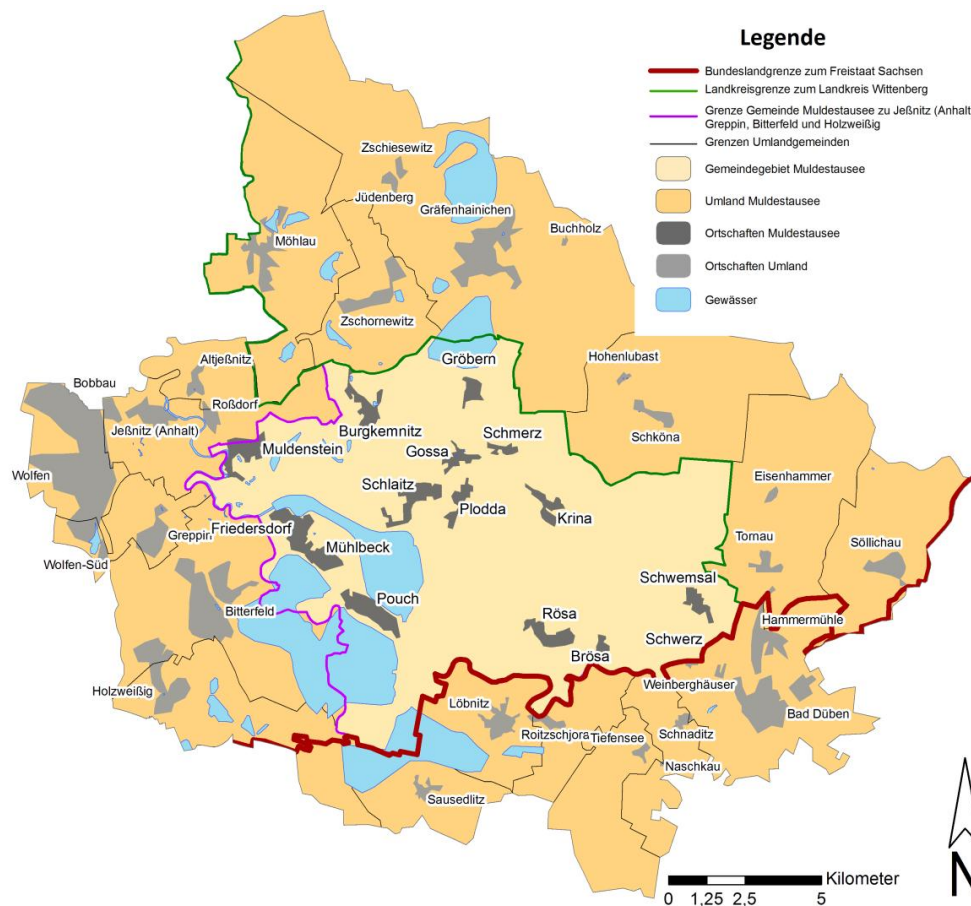 Legende
Bundeslandgrenze zum Freistaat Sachsen
Landkreisgrenze zum Landkreis Wittenberg
Grenze Gemeinde Muldestausee zu Jeßnitz (Anhalt
Greppin, Bitterfeld und Holzweißig
Grenzen Umlandgemeinden
Gemeindegebiet Muldestausee
Umland Muldestausee
Ortschaften Muldestausee
Ortschaften Umland
Gewässer
Zschiesewitz
Jüdenberg
Gräfenhainichen
Buchholz
Möhlau
Zschornewitz
Gröbern
Hohenlubast
Altjeßnitz
Bobbau
Roßdorf
Jeßnitz (Anhalt)
Burgkemnitz
Schköna
Muldenstein
Gossa
Schmerz
Wolfen
Eisenhammer
Schlaitz
Plodda
Krina
Friedersdorf
Greppin
Mühlbeck
Tornau
Söllichau
Wolfen-Süd
Schwemsal
Pouch
Bitterfeld
Rösa
Hammermühle
Schwerz
Brösa
Weinberghäuser
Holzweißig
Löbnitz
Bad Düben
Roitzschjora
Tiefensee
Schnaditz
Naschkau
Sausedlitz
Kilometer
0 1,25 2,5 5
N